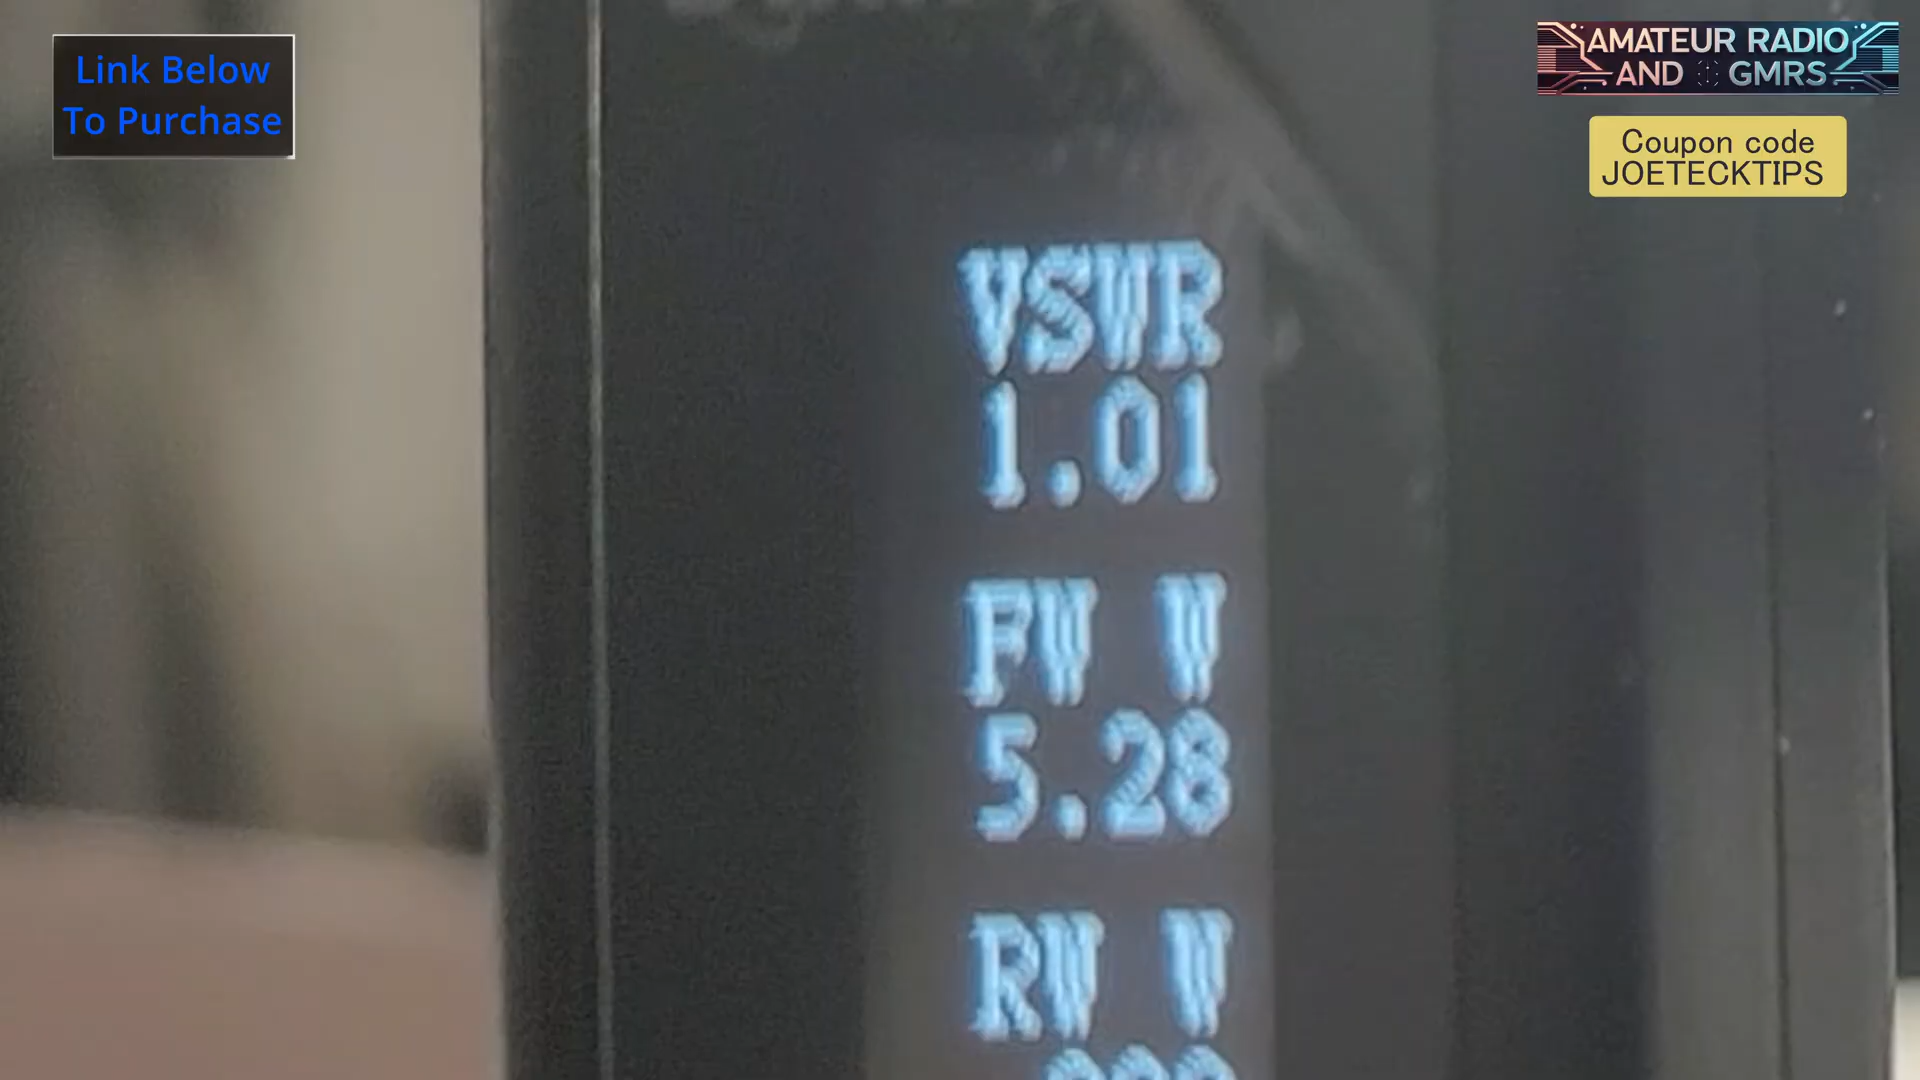 Link Below
To Purchase
AMATEUR RADIO
AND GMRS
Coupon code
JOETECKTIPS
VSWR
1.01
FW W
5.28
RW W